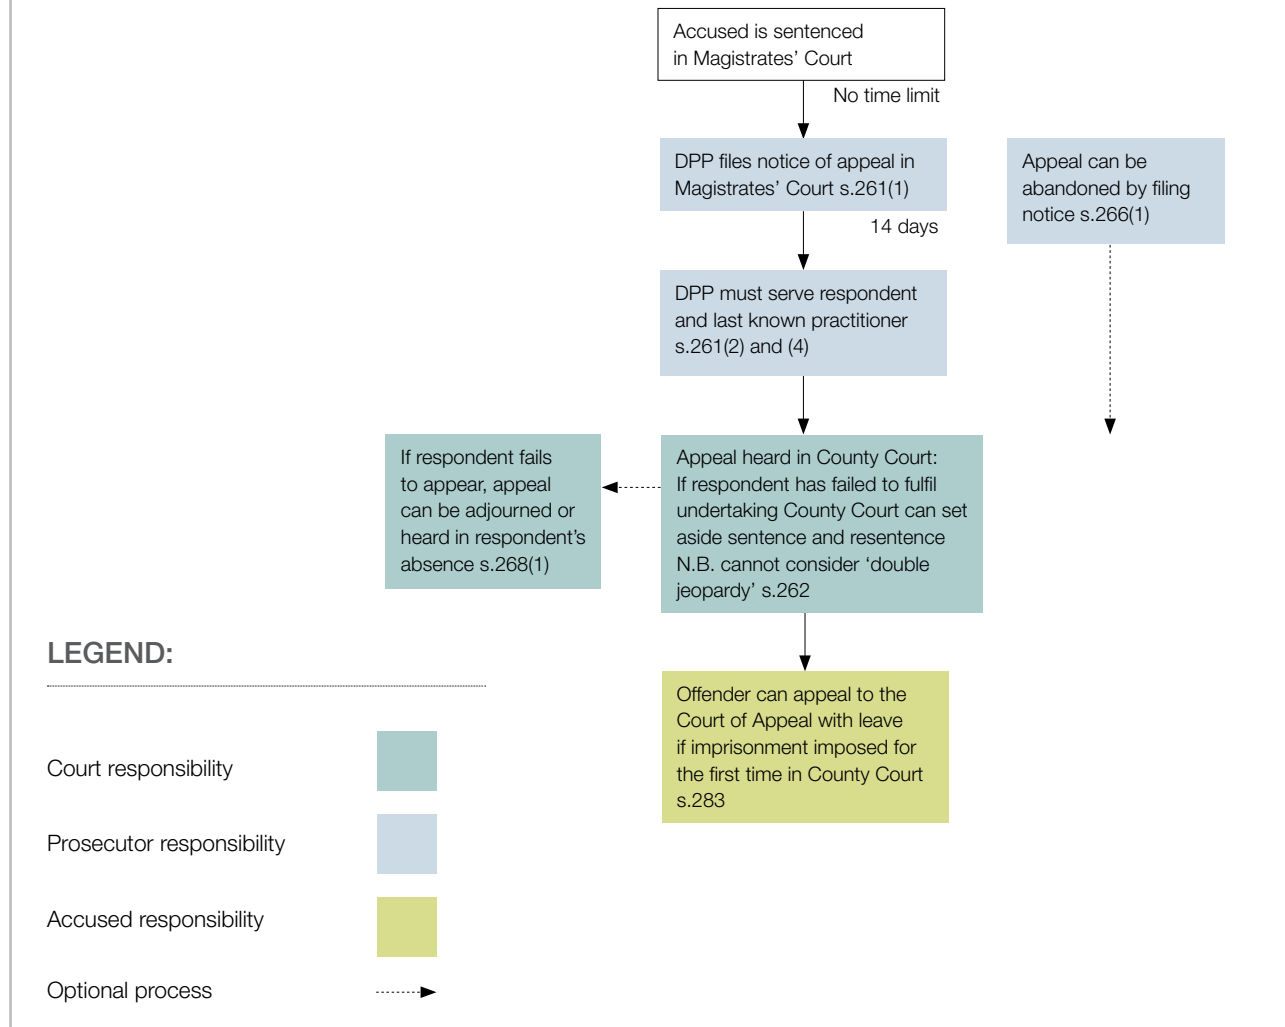 Accused is sentenced
in Magistrates’ Court
No time limit
DPP files notice of appeal in
Magistrates’ Court s.261(1)
Appeal can be
abandoned by filing
notice s.266(1)
14 days
DPP must serve respondent
and last known practitioner
s.261(2) and (4)
If respondent fails
to appear, appeal
can be adjourned or
heard in respondent’s
absence s.268(1)
Appeal heard in County Court:
If respondent has failed to fulfil
undertaking County Court can set
aside sentence and resentence
N.B. cannot consider ‘double
jeopardy’ s.262
Offender can appeal to the
Court of Appeal with leave
if imprisonment imposed for
the first time in County Court
s.283
LEGEND:
Court responsibility
Prosecutor responsibility
Accused responsibility
Optional process